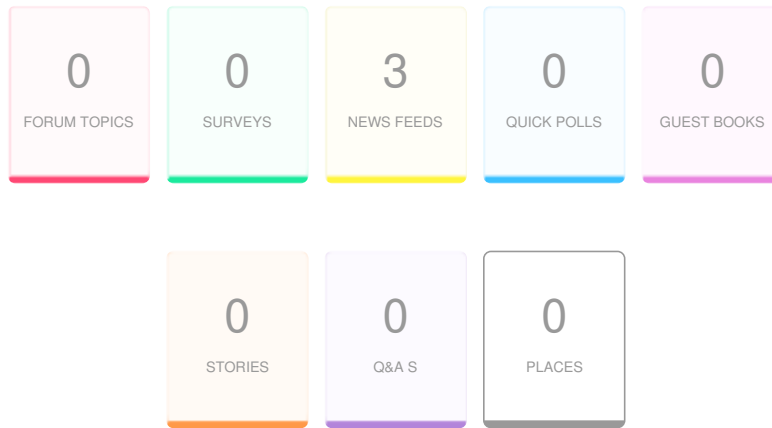 0 0 3 0 0
FORUM TOPICS SURVEYS NEWS FEEDS QUICK POLLS GUEST BOOKS
0 0 0
STORIES Q&A S PLACES